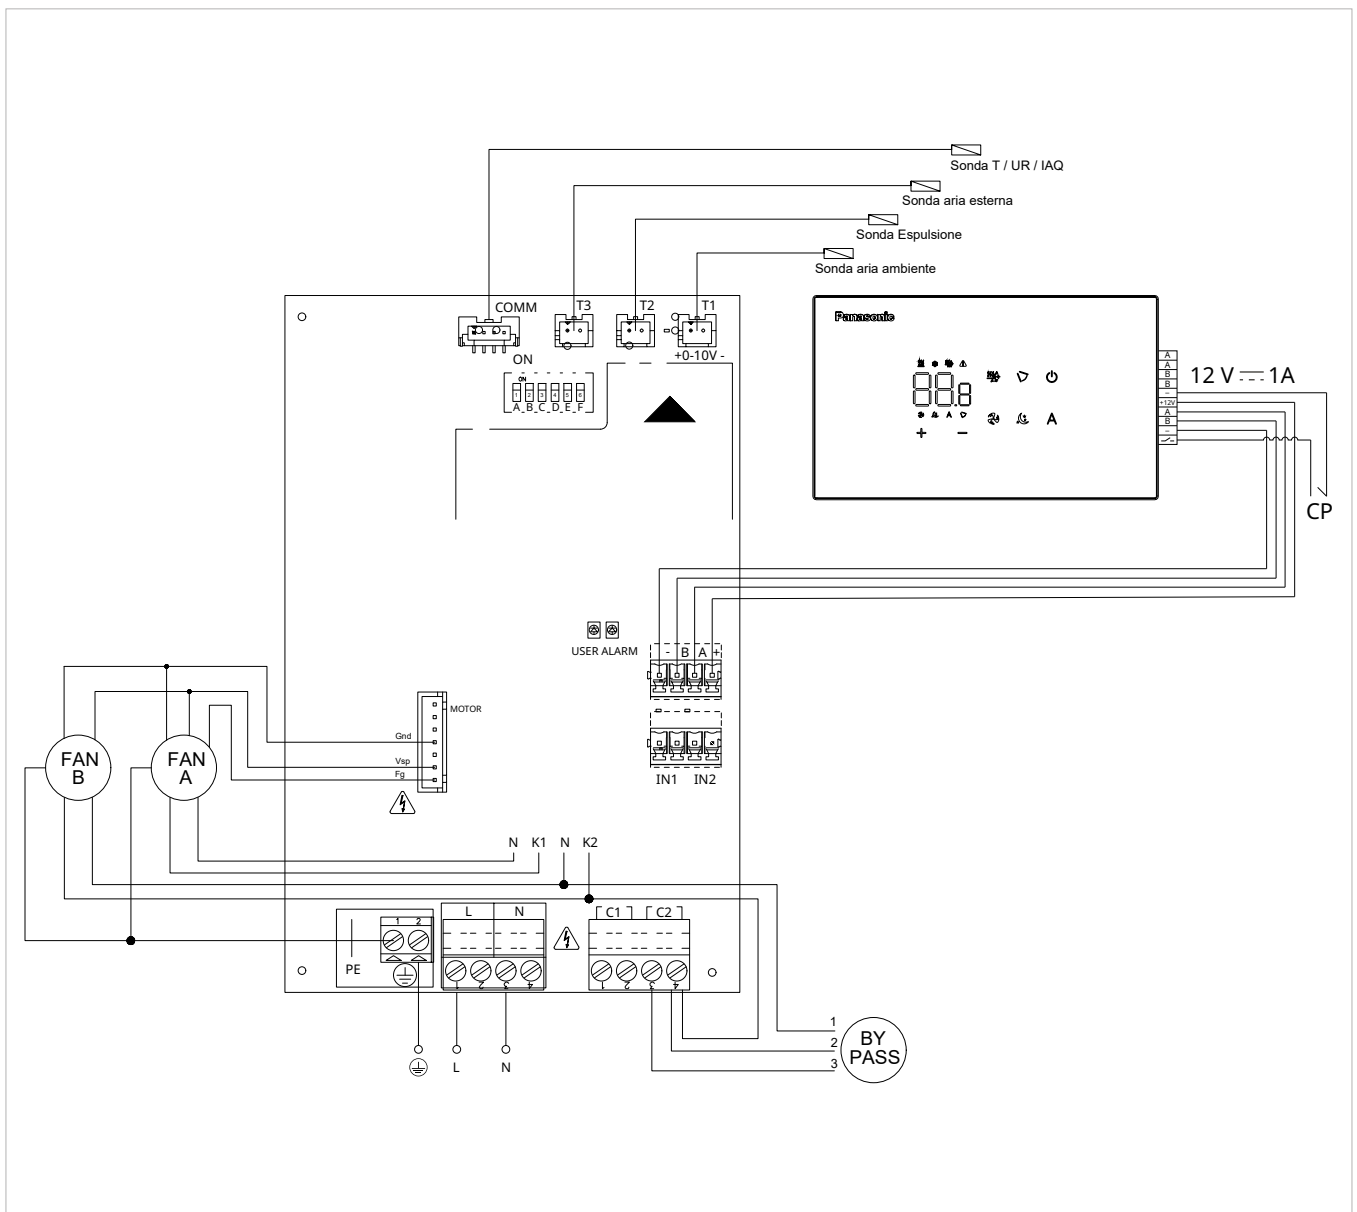 Sonda T / UR / IAQ
Sonda aria esterna
Sonda Espulsione
Sonda aria ambiente
COMM
T3
T2
T1
+0-10V -
ON
ON
1 2 3 4 5 6
A B C D E F
Panasonic
88.8
A
+ −
A
A
A
B
B
–
+12V
A
B
–
12 V 1A
CP
USER ALARM
- B A +
IN1 IN2
MOTOR
Gnd
Vsp
Fg
FAN
B
FAN
A
N K1 N K2
L N
C1 C2
1 2
PE
1 2 3 4
1 2 3 4
L N
1
2
3
BY
PASS